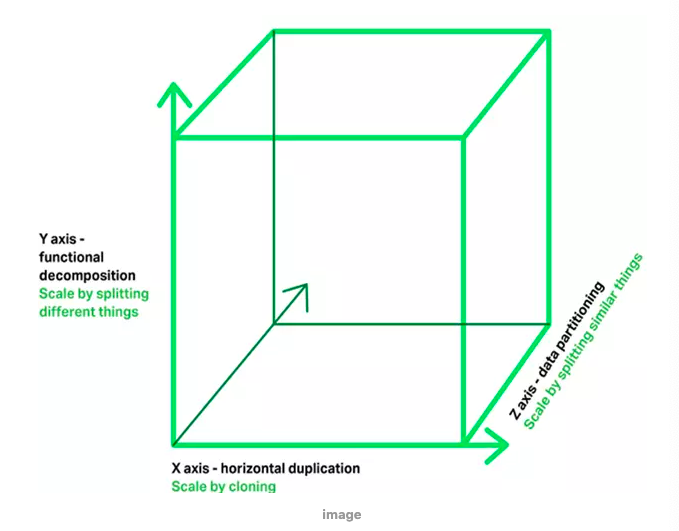 Y axis -
functional
decomposition
Scale by splitting
different things
Z axis - data partitioning
Scale by splitting similar things
X axis - horizontal duplication
Scale by cloning
image